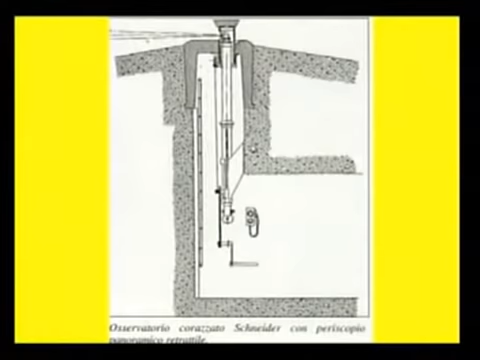 Osservatorio corazzato Schneider con periscopio
panoramico retrattile.